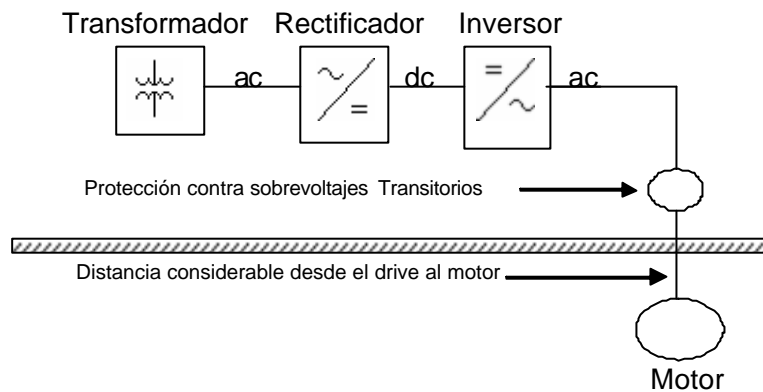 Transformador Rectificador Inversor
ac dc ac
Protección contra sobrevoltajes Transitorios
Distancia considerable desde el drive al motor
Motor